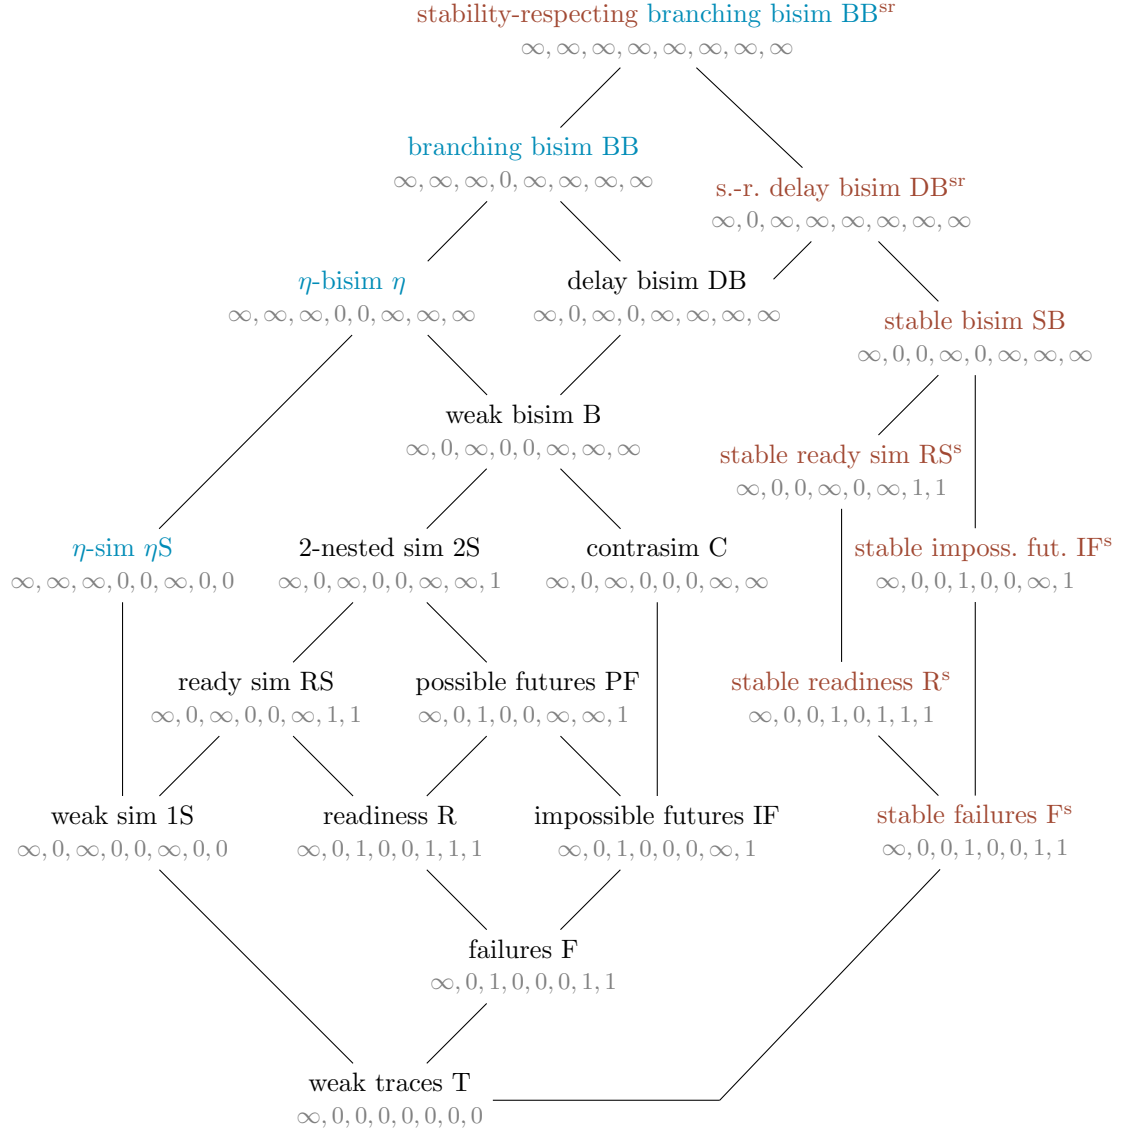 stability-respecting branching bisim BBˢʳ
∞, ∞, ∞, ∞, ∞, ∞, ∞, ∞
branching bisim BB
∞, ∞, ∞, 0, ∞, ∞, ∞, ∞
s.-r. delay bisim DBˢʳ
∞, 0, ∞, ∞, ∞, ∞, ∞, ∞
η-bisim η
∞, ∞, ∞, 0, 0, ∞, ∞, ∞
delay bisim DB
∞, 0, ∞, 0, ∞, ∞, ∞, ∞
stable bisim SB
∞, 0, 0, ∞, 0, ∞, ∞, ∞
weak bisim B
∞, 0, ∞, 0, 0, ∞, ∞, ∞
stable ready sim RSˢ
∞, 0, 0, ∞, 0, ∞, 1, 1
η-sim ηS
∞, ∞, ∞, 0, 0, ∞, 0, 0
2-nested sim 2S
∞, 0, ∞, 0, 0, ∞, ∞, 1
contrasim C
∞, 0, ∞, 0, 0, 0, ∞, ∞
stable imposs. fut. IFˢ
∞, 0, 0, 1, 0, 0, ∞, 1
ready sim RS
∞, 0, ∞, 0, 0, ∞, 1, 1
possible futures PF
∞, 0, 1, 0, 0, ∞, ∞, 1
stable readiness Rˢ
∞, 0, 0, 1, 0, 1, 1, 1
weak sim 1S
∞, 0, ∞, 0, 0, ∞, 0, 0
readiness R
∞, 0, 1, 0, 0, 1, 1, 1
impossible futures IF
∞, 0, 1, 0, 0, 0, ∞, 1
stable failures Fˢ
∞, 0, 0, 1, 0, 0, 1, 1
failures F
∞, 0, 1, 0, 0, 0, 1, 1
weak traces T
∞, 0, 0, 0, 0, 0, 0, 0